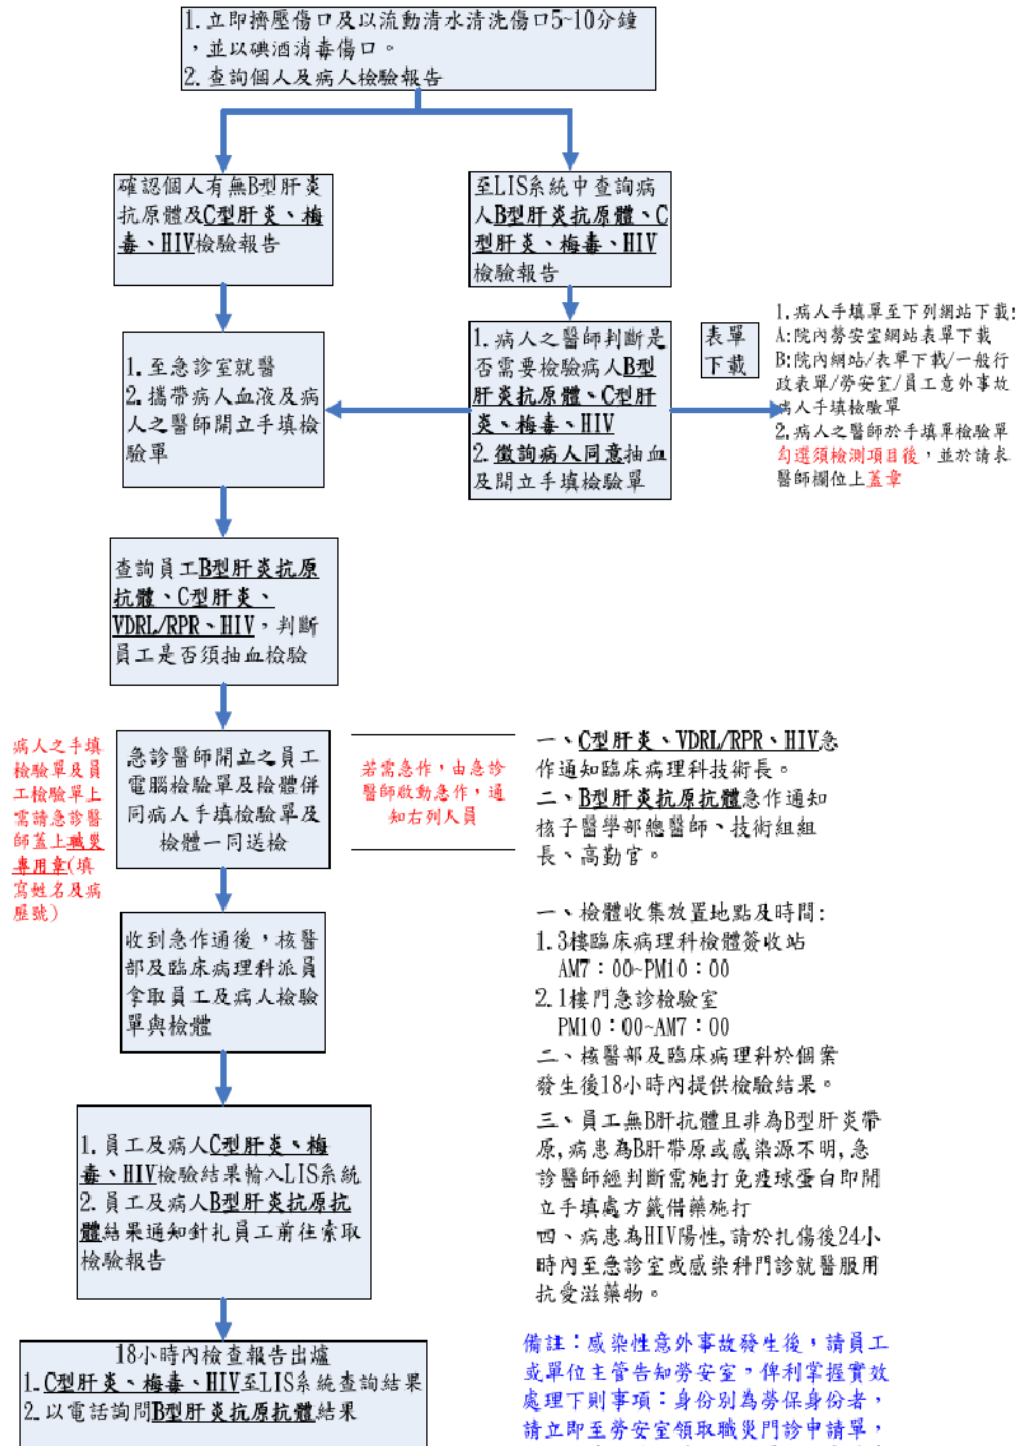 1.立即擠壓傷口及以流動清水清洗傷口5~10分鐘
，並以碘酒消毒傷口。
2.查詢個人及病人檢驗報告
確認個人有無B型肝炎
抗原體及C型肝炎、梅
毒、HIV檢驗報告
至LIS系統中查詢病
人B型肝炎抗原體、C
型肝炎、梅毒、HIV
檢驗報告
1.至急診室就醫
2.攜帶病人血液及病
人之醫師開立手填檢
驗單
1.病人之醫師判斷是
否需要檢驗病人B型
肝炎抗原體、C型肝
炎、梅毒、HIV
2.徵詢病人同意抽血
及開立手填檢驗單
表單
下載
1.病人手填單至下列網站下載:
A:院內勞安室網站表單下載
B:院內網站/表單下載/一般行
政表單/勞安室/員工意外事故
病人手填檢驗單
2.病人之醫師於手填單檢驗單
勾選須檢測項目後，並於請求
醫師欄位上蓋章
查詢員工B型肝炎抗原
抗體、C型肝炎、
VDRL/RPR、HIV，判斷
員工是否須抽血檢驗
病人之手填
檢驗單及員
工檢驗單上
需請急診醫
師蓋上職災
專用章(填
寫姓名及病
歷號)
急診醫師開立之員工
電腦檢驗單及檢體併
同病人手填檢驗單及
檢體一同送檢
若需急作，由急診
醫師啟動急作，通
知右列人員
一、C型肝炎、VDRL/RPR、HIV急
作通知臨床病理科技術長。
二、B型肝炎抗原抗體急作通知
核子醫學部總醫師、技術組組
長、高勤官。
收到急作通後，核醫
部及臨床病理科派員
拿取員工及病人檢驗
單與檢體
一、檢體收集放置地點及時間:
1.3樓臨床病理科檢體簽收站
AM7：00~PM10：00
2.1樓門急診檢驗室
PM10：00~AM7：00
二、核醫部及臨床病理科於個案
發生後18小時內提供檢驗結果。
三、員工無B肝抗體且非為B型肝炎帶
原,病患為B肝帶原或感染源不明,急
診醫師經判斷需施打免疫球蛋白即開
立手填處方籤借藥施打
四、病患為HIV陽性,請於扎傷後24小
時內至急診室或感染科門診就醫服用
抗愛滋藥物。
1.員工及病人C型肝炎、梅
毒、HIV檢驗結果輸入LIS系統
2.員工及病人B型肝炎抗原抗
體結果通知針扎員工前往索取
檢驗報告
18小時內檢查報告出爐
1.C型肝炎、梅毒、HIV至LIS系統查詢結果
2.以電話詢問B型肝炎抗原抗體結果
備註：感染性意外事故發生後，請員工
或單位主管告知勞安室，俾利掌握實效
處理下則事項：身份別為勞保身份者，
請立即至勞安室領取職災門診申請單，